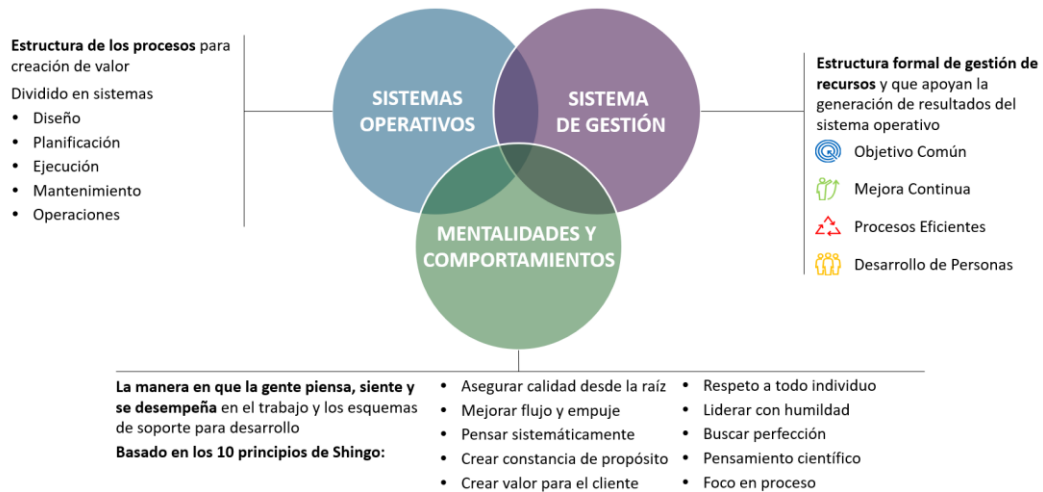 Estructura de los procesos para
creación de valor
Dividido en sistemas
• Diseño
• Planificación
• Ejecución
• Mantenimiento
• Operaciones
SISTEMAS
OPERATIVOS
SISTEMA
DE GESTIÓN
MENTALIDADES Y
COMPORTAMIENTOS
Estructura formal de gestión de
recursos y que apoyan la
generación de resultados del
sistema operativo
Objetivo Común
Mejora Continua
Procesos Eficientes
Desarrollo de Personas
La manera en que la gente piensa, siente y
se desempeña en el trabajo y los esquemas
de soporte para desarrollo
Basado en los 10 principios de Shingo:
• Asegurar calidad desde la raíz
• Mejorar flujo y empuje
• Pensar sistemáticamente
• Crear constancia de propósito
• Crear valor para el cliente
• Respeto a todo individuo
• Liderar con humildad
• Buscar perfección
• Pensamiento científico
• Foco en proceso